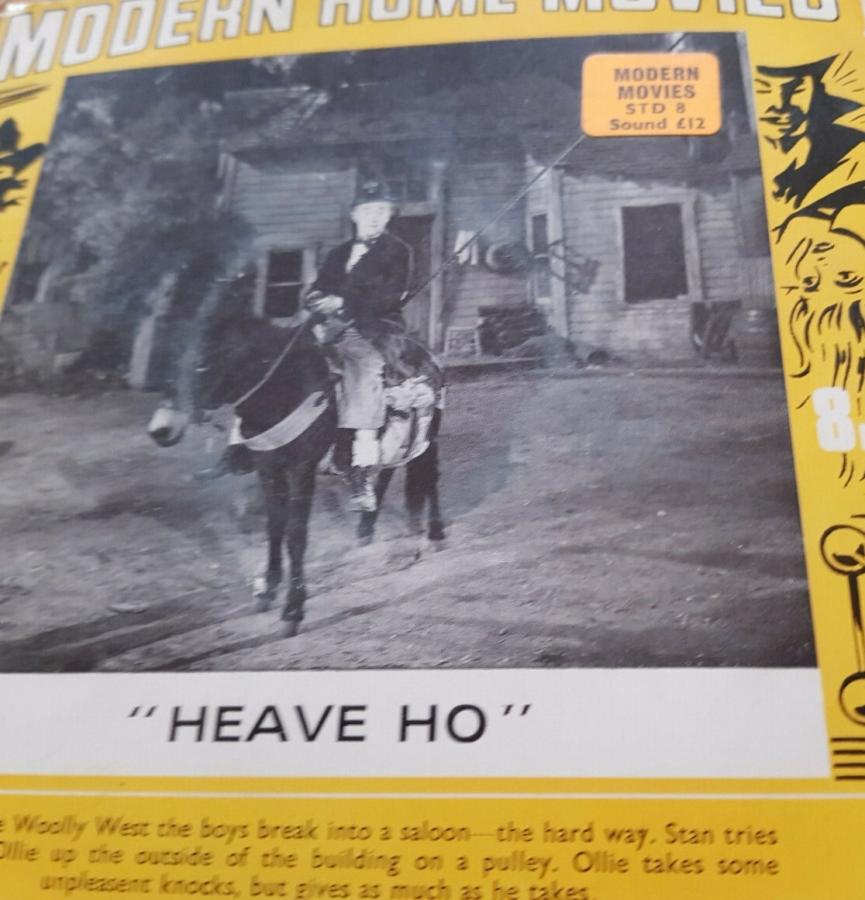 MODERN HOME MOVIES
MODERN
MOVIES
STD 8
Sound £12
8
"HEAVE HO"
Woolly West the boys break into a saloon—the hard way. Stan tries
Ollie up the outside of the building on a pulley. Ollie takes some
unpleasent knocks, but gives as much as he takes.